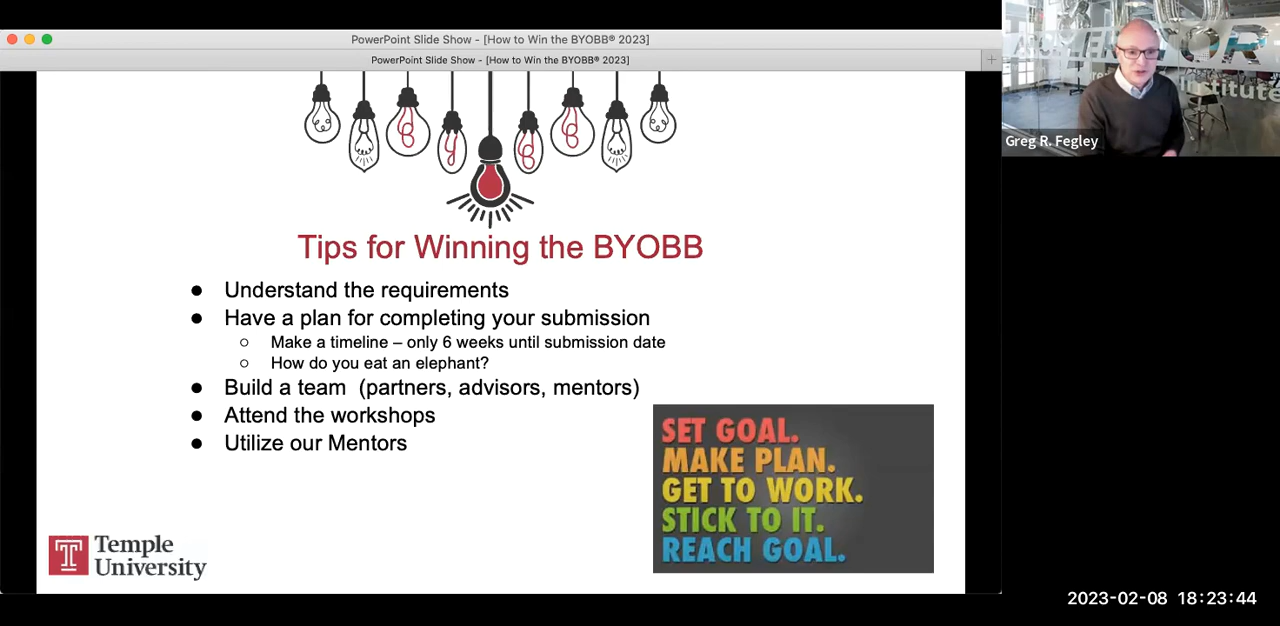 PowerPoint Slide Show - [How to Win the BYOBB® 2023]
PowerPoint Slide Show - [How to Win the BYOBB® 2023]
B
Y
B
B
Tips for Winning the BYOBB
● Understand the requirements
● Have a plan for completing your submission
○ Make a timeline – only 6 weeks until submission date
○ How do you eat an elephant?
● Build a team (partners, advisors, mentors)
● Attend the workshops
● Utilize our Mentors
SET GOAL.
MAKE PLAN.
GET TO WORK.
STICK TO IT.
REACH GOAL.
Temple
University
institute
Greg R. Fegley
2023-02-08 18:23:44